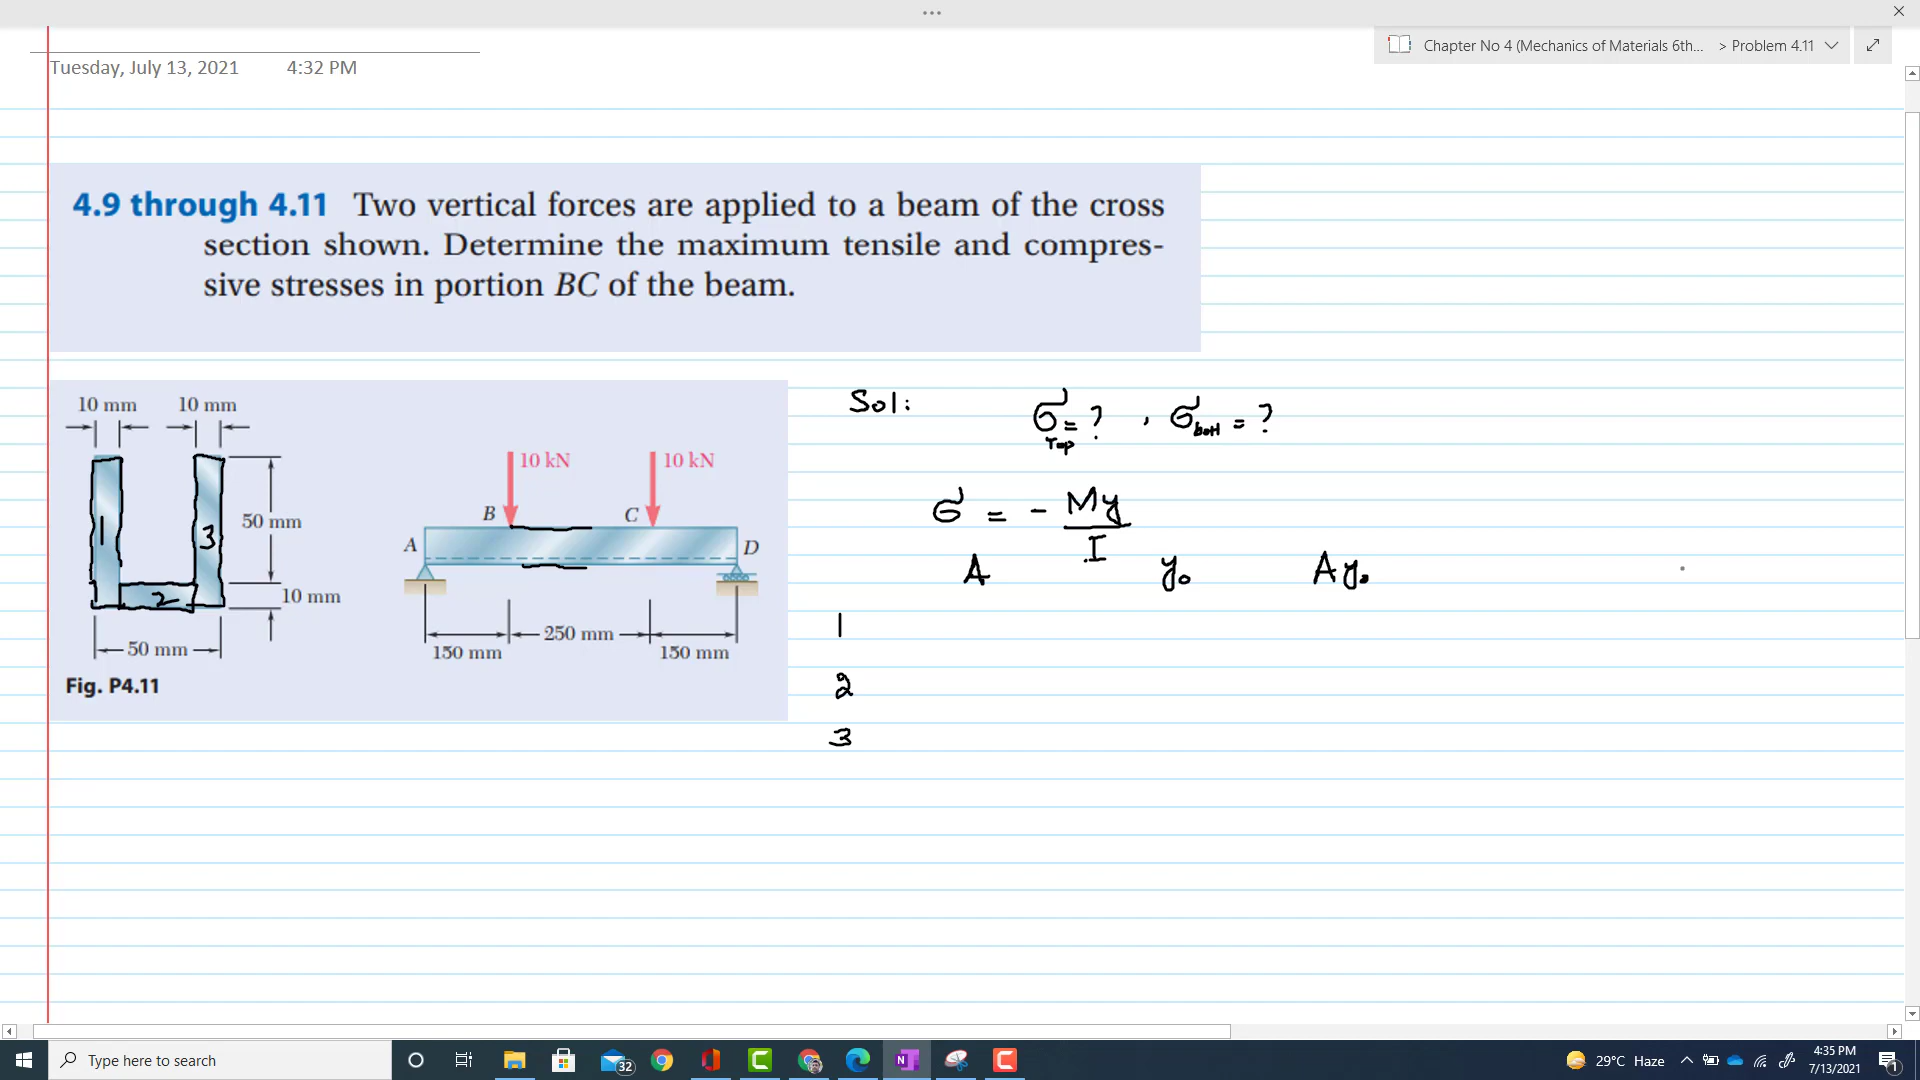 Chapter No 4 (Mechanics of Materials 6th... > Problem 4.11
Tuesday, July 13, 2021 4:32 PM
4.9 through 4.11 Two vertical forces are applied to a beam of the cross
section shown. Determine the maximum tensile and compres-
sive stresses in portion BC of the beam.
10 mm 10 mm
10 kN 10 kN
50 mm
B C
A D
1 3
2
10 mm
250 mm
50 mm
150 mm 150 mm
Fig. P4.11
Sol: σTop = ? , σbott = ?
σ = - My/I
A y₀ Ay₀
1
2
3
Type here to search
32
29°C Haze
4:35 PM
7/13/2021
1